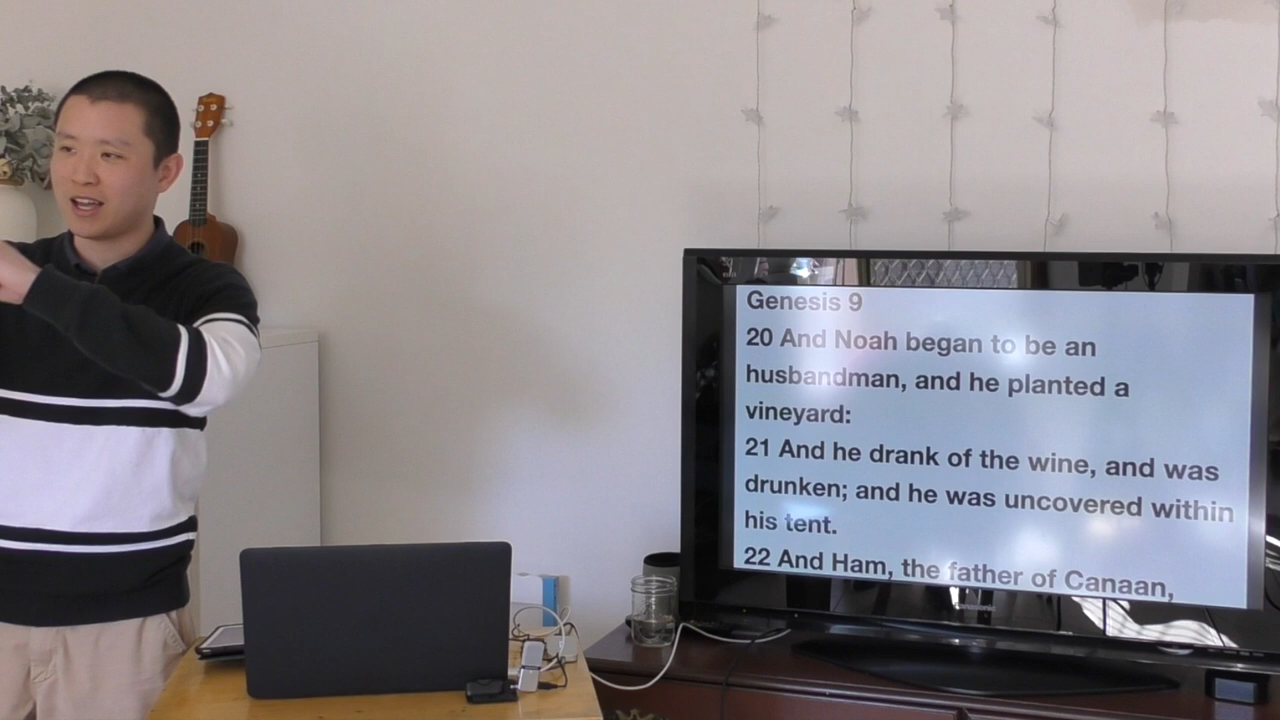 Genesis 9
20 And Noah began to be an
husbandman, and he planted a
vineyard:
21 And he drank of the wine, and was
drunken; and he was uncovered within
his tent.
22 And Ham, the father of Canaan,
Panasonic